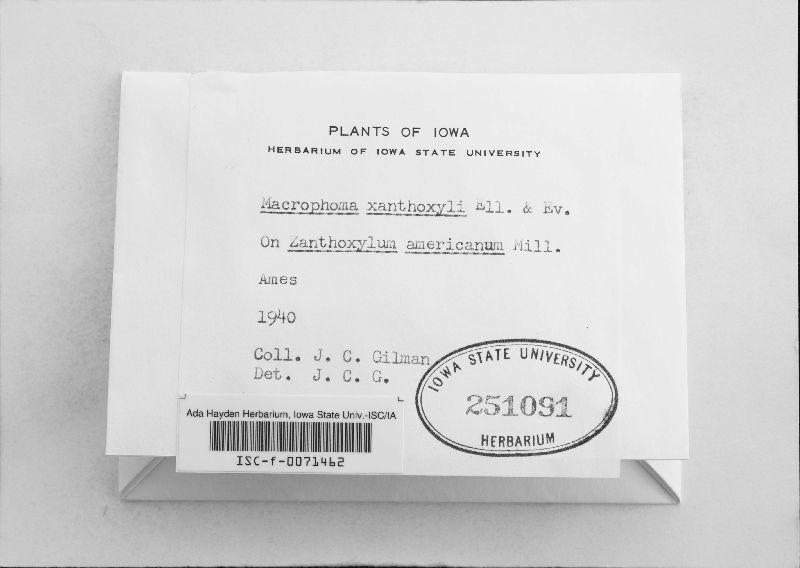 PLANTS OF IOWA
HERBARIUM OF IOWA STATE UNIVERSITY
Macrophoma xanthoxyli Ell. & Ev.
On Zanthoxylum americanum Mill.
Ames
1940
Coll. J. C. Gilman
Det. J. C. G.
IOWA STATE UNIVERSITY
251091
HERBARIUM
Ada Hayden Herbarium, Iowa State Univ.-ISC/IA
ISC-f-0071462